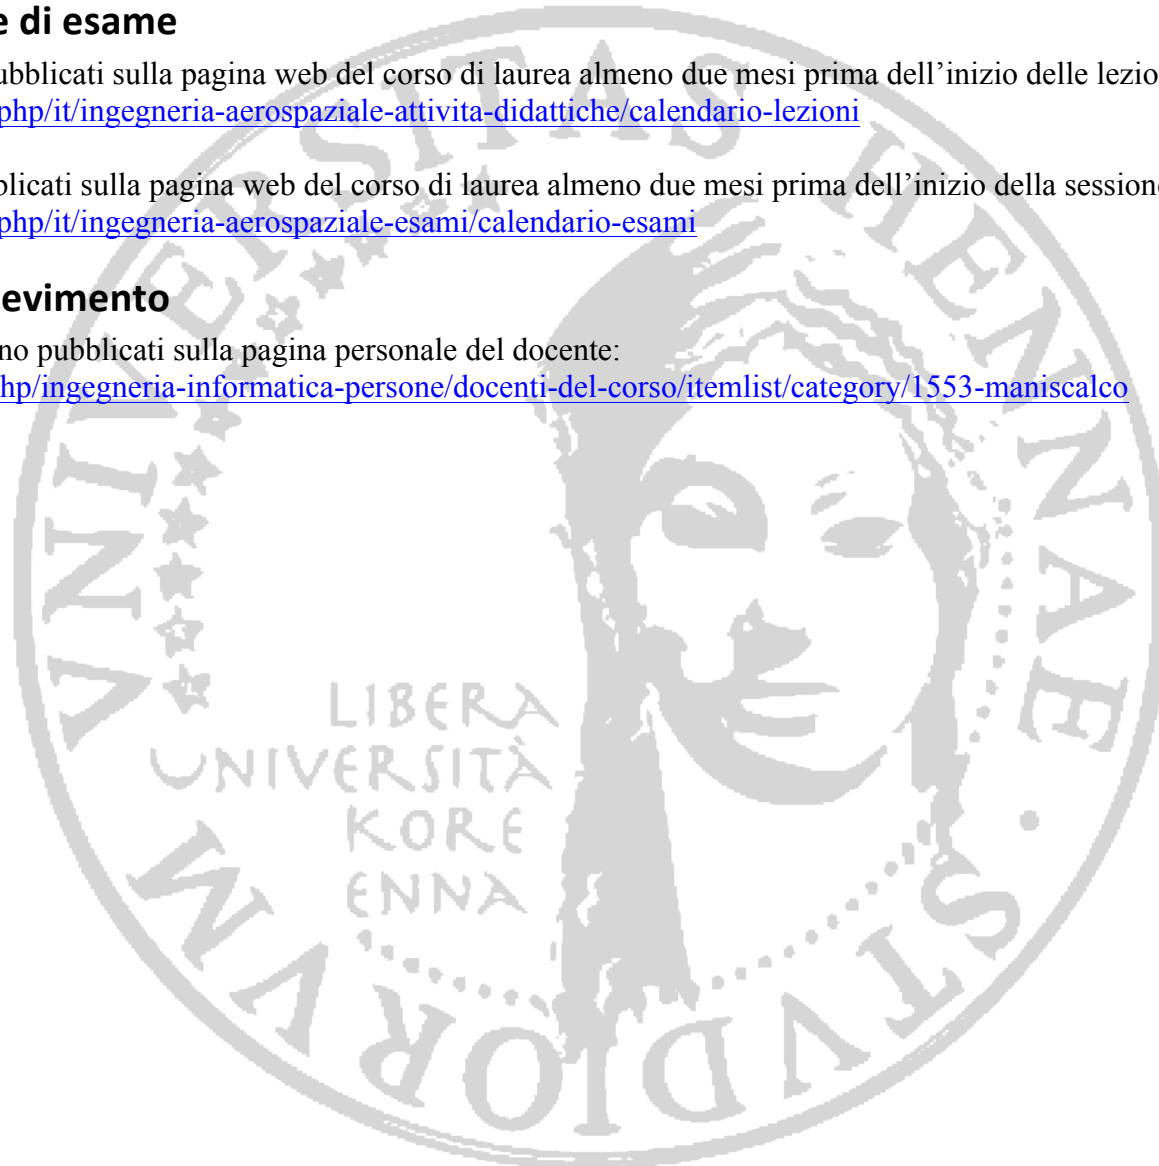 e di esame
ubblicati sulla pagina web del corso di laurea almeno due mesi prima dell’inizio delle lezio
php/it/ingegneria-aerospaziale-attivita-didattiche/calendario-lezioni
blicati sulla pagina web del corso di laurea almeno due mesi prima dell’inizio della session
php/it/ingegneria-aerospaziale-esami/calendario-esami
evimento
no pubblicati sulla pagina personale del docente:
hp/ingegneria-informatica-persone/docenti-del-corso/itemlist/category/1553-maniscalco
VNIVERSITAS HENNAE · STVDIORVM
LIBERA
UNIVERSITÀ
KORE
ENNA